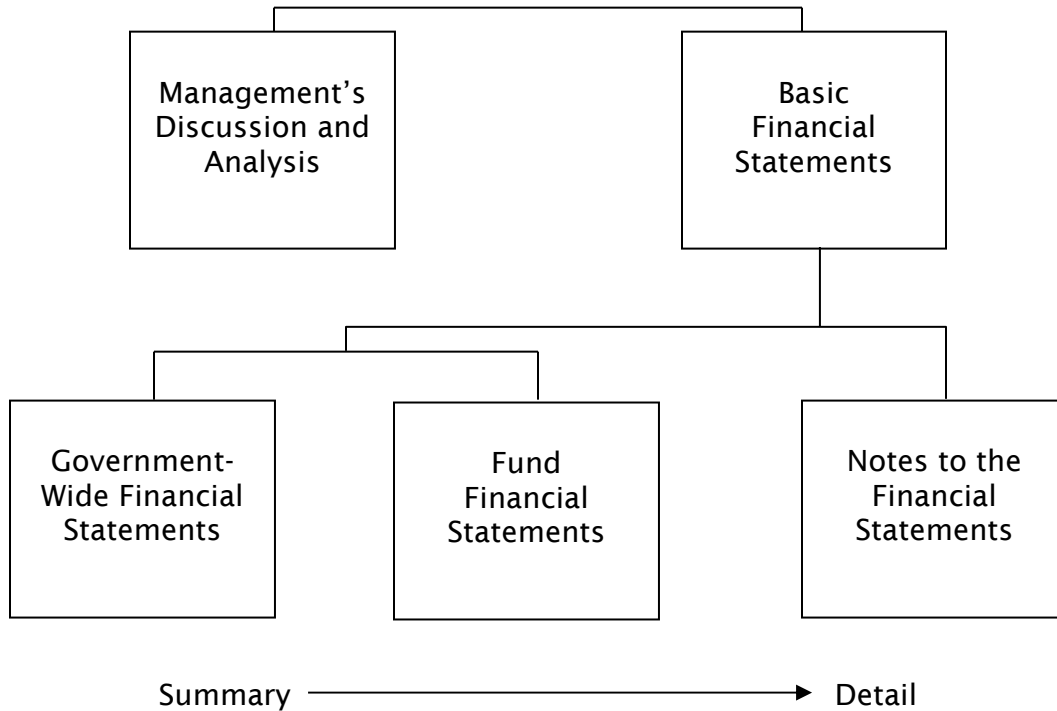 Management’s
Discussion and
Analysis
Basic
Financial
Statements
Government-
Wide Financial
Statements
Fund
Financial
Statements
Notes to the
Financial
Statements
Summary
Detail